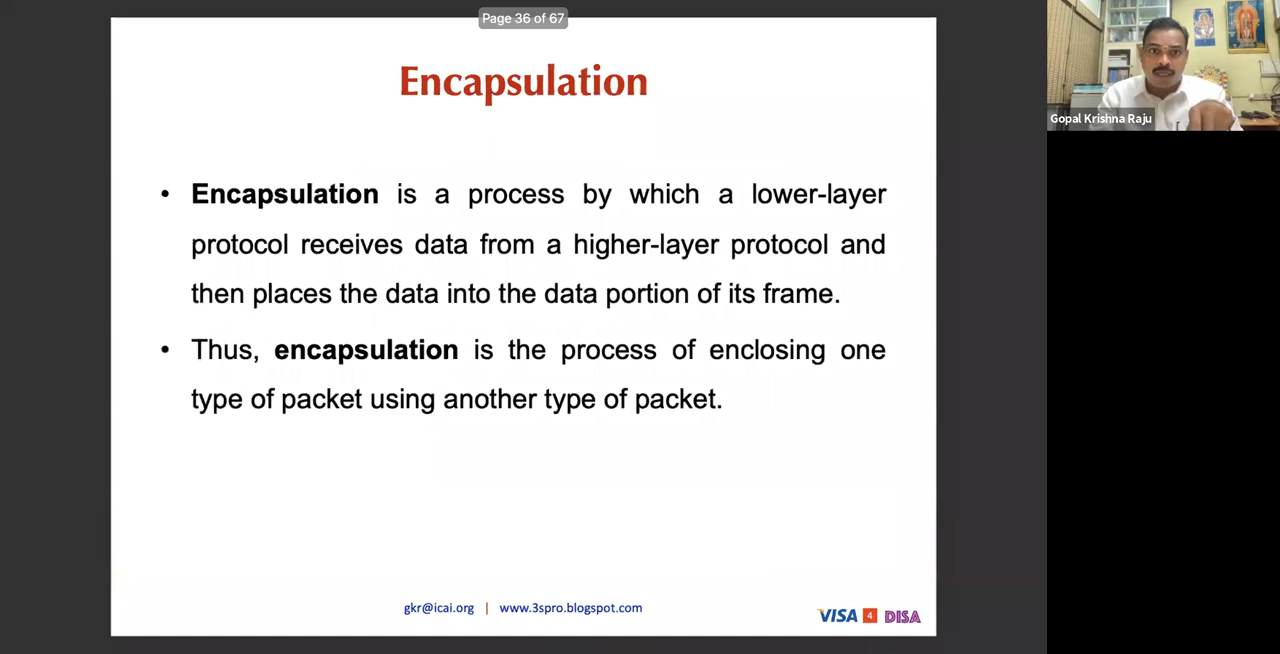 Page 36 of 67
Encapsulation
• Encapsulation is a process by which a lower-layer
protocol receives data from a higher-layer protocol and
then places the data into the data portion of its frame.
• Thus, encapsulation is the process of enclosing one
type of packet using another type of packet.
gkr@icai.org | www.3spro.blogspot.com
VISA 4 DISA
Gopal Krishna Raju